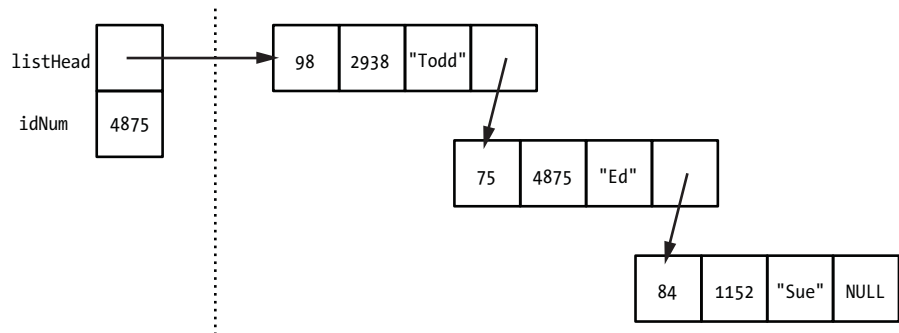 listHead
98 2938 "Todd"
idNum 4875
75 4875 "Ed"
84 1152 "Sue" NULL